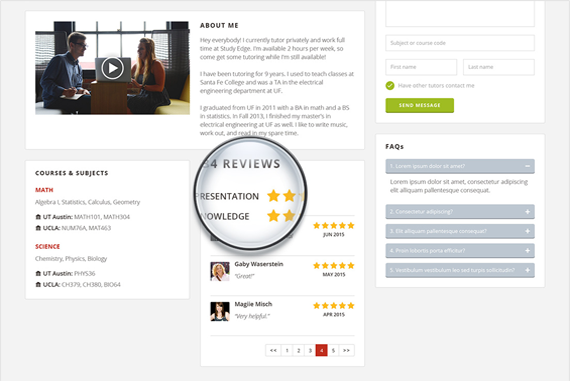 ABOUT ME
Hey everybody! I currently tutor privately and work full
time at Study Edge. I'm available 2 hours per week, so
come get some tutoring while I'm still available!
I have been tutoring for 9-years. I used to teach classes at
Santa Fe College and was a TA in the electrical
engineering department at UF.
I graduated from UF in 2011 with a BA in math and a BS
in statistics. In Fall 2013, I finished my master's in
electrical engineering at UF as well. I like to write music,
work out, and read in my spare time.
Subject or course code
First name
Last name
Have other tutors contact me
SEND MESSAGE
COURSES & SUBJECTS
MATH
Algebra I, Statistics, Calculus, Geometry
UT Austin: MATH101, MATH304
UCLA: NUM76A, MAT463
SCIENCE
Chemistry, Physics, Biology
UT Austin: PHY536
UCLA: CH379, CH380, BIO64
34 REVIEWS
PRESENTATION
KNOWLEDGE
JUN 2015
Gaby Waserstein
"Great!"
MAY 2015
Magile Misch
"Very helpful."
APR 2015
<< 1 2 3 4 5 >>
FAQs
1. Lorem ipsum dolor sit amet?
Lorem ipsum dolor sit amet, consectetur adipiscing
elit alliquam pallentesque consequat.
2. Consectetur adipiscing?
3. Elit alliquam pallentesque consequat?
4. Proin lobortis porta efficitur?
5. Vestibulum vestibulum leo sed turpis sollicitudin?